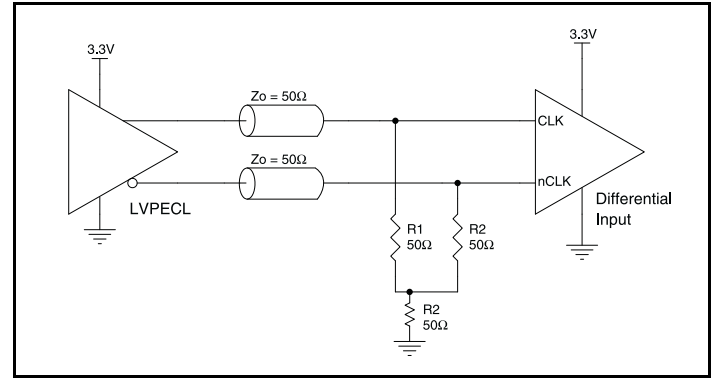 3.3V
3.3V
Zo = 50Ω
CLK
Zo = 50Ω
nCLK
LVPECL
Differential
Input
R1
50Ω
R2
50Ω
R2
50Ω